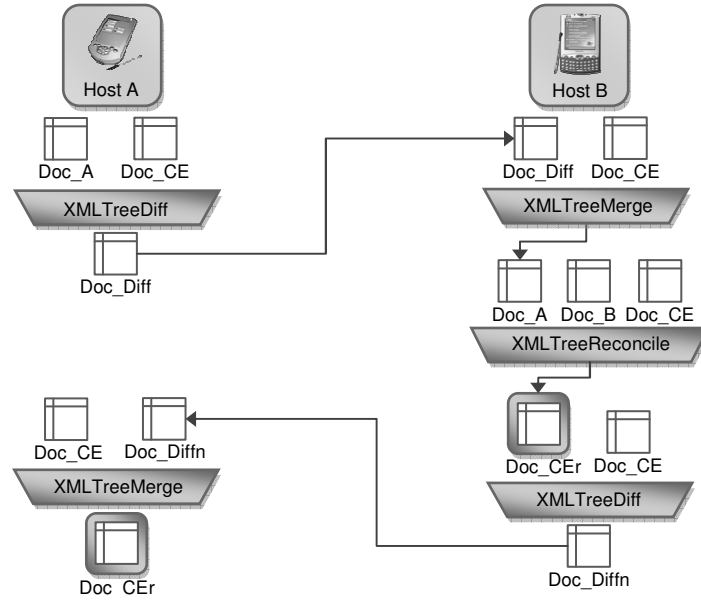 Host A
Host B
Doc_A Doc_CE
Doc_Diff Doc_CE
XMLTreeDiff
XMLTreeMerge
Doc_Diff
Doc_A Doc_B Doc_CE
XMLTreeReconcile
Doc_CE Doc_Diffn
Doc_CEr Doc_CE
XMLTreeMerge
XMLTreeDiff
Doc_CEr
Doc_Diffn